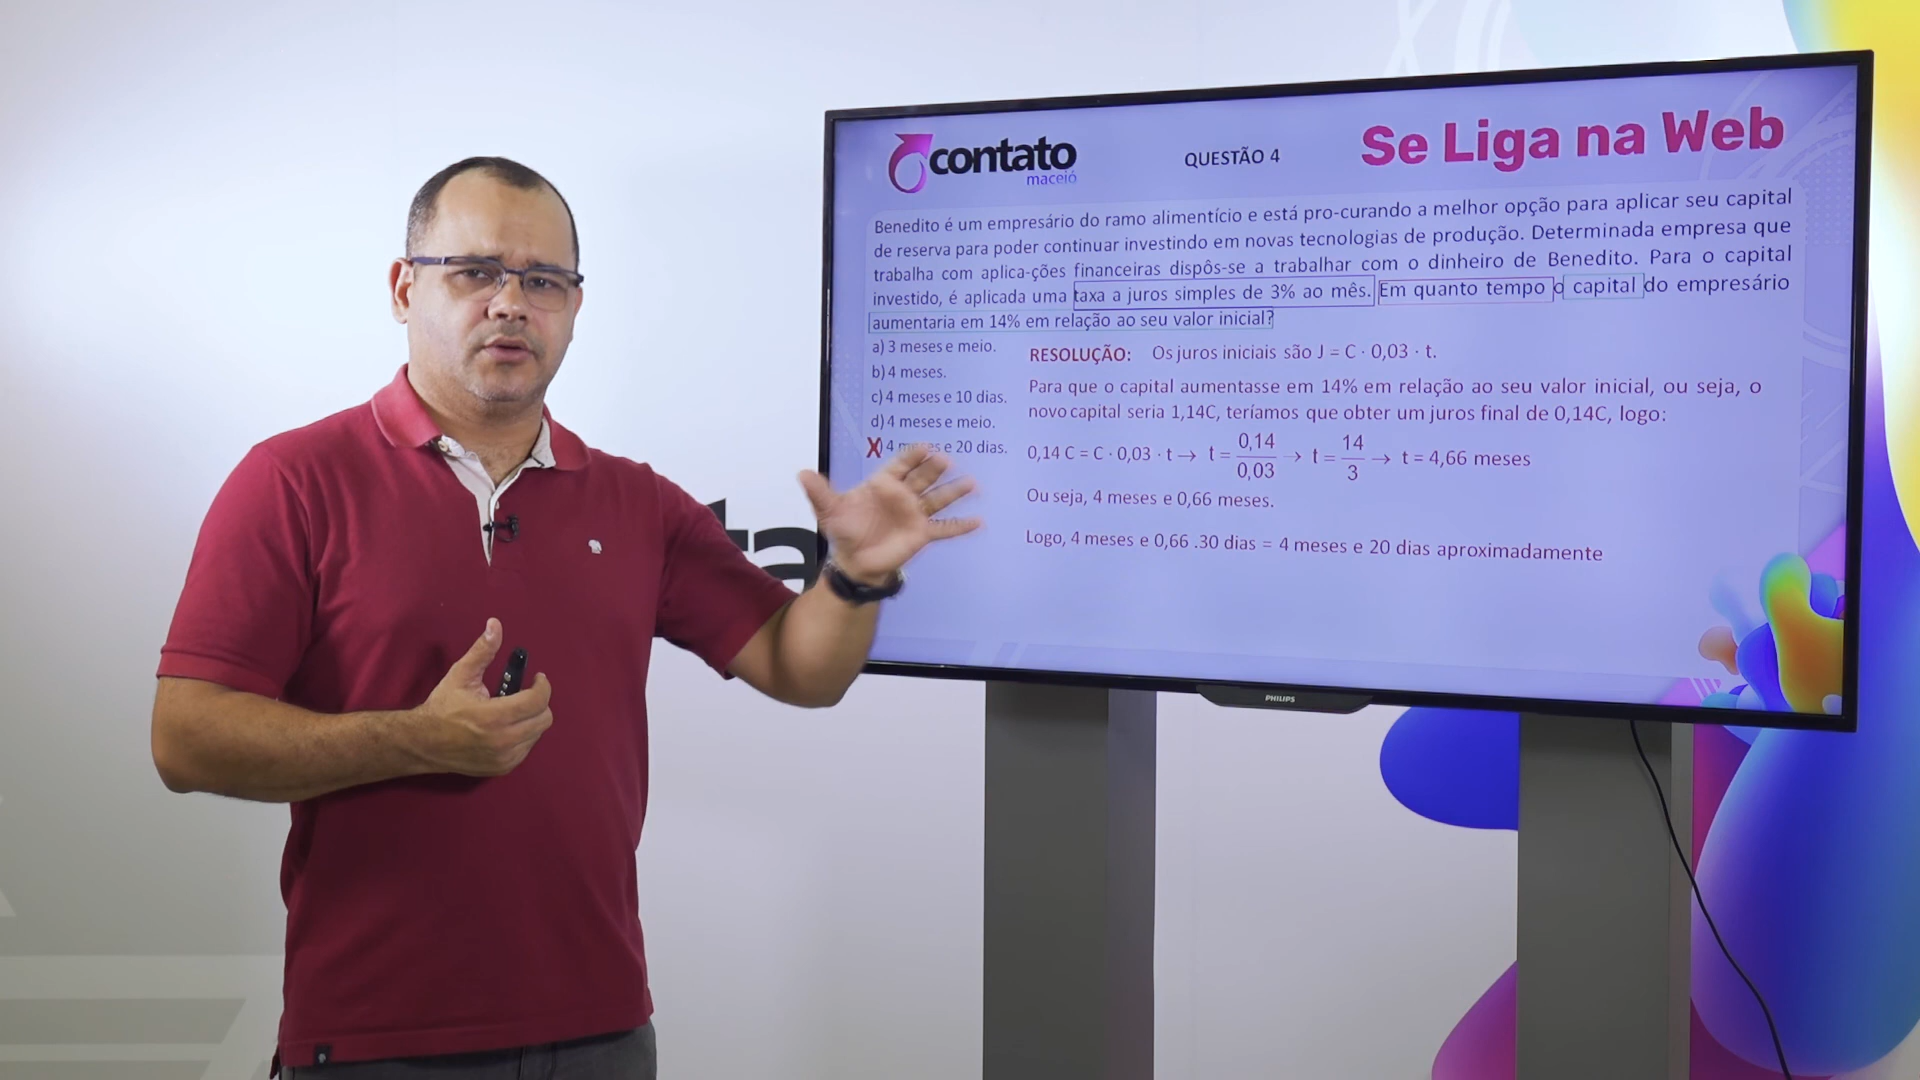 contato
maceió
QUESTÃO 4
Se Liga na Web
Benedito é um empresário do ramo alimentício e está pro-curando a melhor opção para aplicar seu capital
de reserva para poder continuar investindo em novas tecnologias de produção. Determinada empresa que
trabalha com aplica-ções financeiras dispôs-se a trabalhar com o dinheiro de Benedito. Para o capital
investido, é aplicada uma taxa a juros simples de 3% ao mês. Em quanto tempo o capital do empresário
aumentaria em 14% em relação ao seu valor inicial?
a) 3 meses e meio.
b) 4 meses.
c) 4 meses e 10 dias.
d) 4 meses e meio.
X) 4 meses e 20 dias.
RESOLUÇÃO: Os juros iniciais são J = C · 0,03 · t.
Para que o capital aumentasse em 14% em relação ao seu valor inicial, ou seja, o
novo capital seria 1,14C, teríamos que obter um juros final de 0,14C, logo:
0,14 C = C · 0,03 · t → t = 0,14/0,03 → t = 14/3 → t = 4,66 meses
Ou seja, 4 meses e 0,66 meses.
Logo, 4 meses e 0,66 .30 dias = 4 meses e 20 dias aproximadamente
PHILIPS
ta